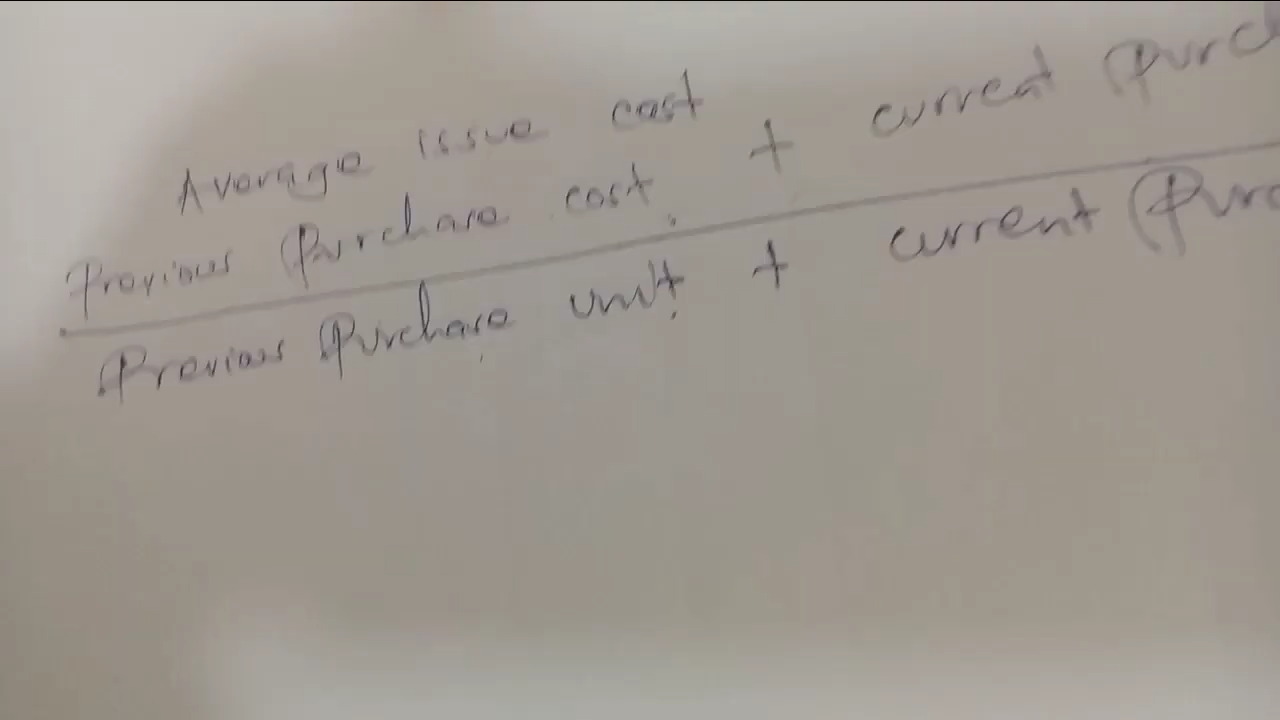 Average issue cost
Previous Purchase cost + current Purc
Previous Purchase unit + current Purc